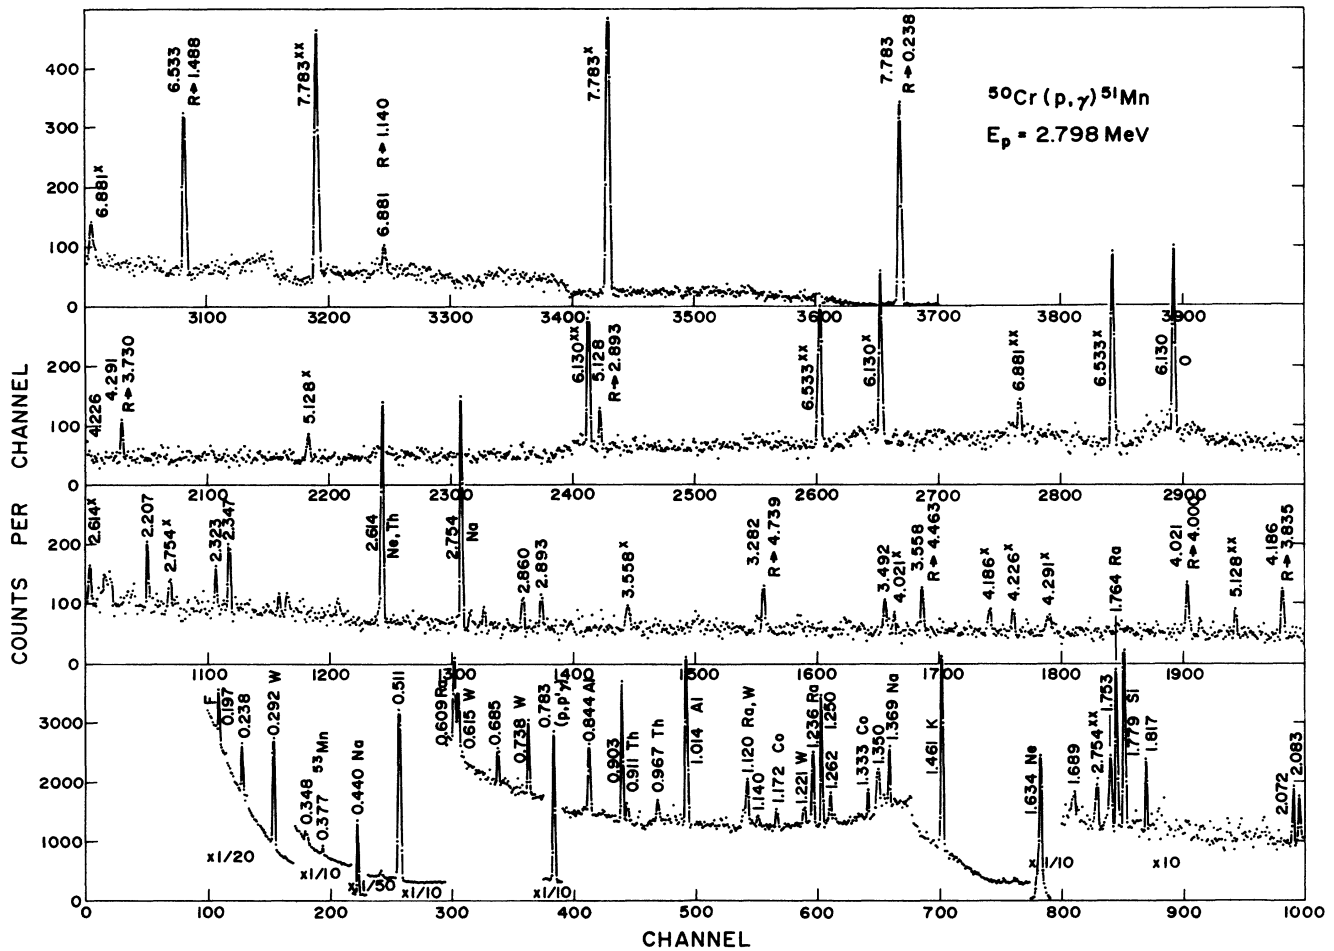 400
300
200
100
0
6.881ˣ
6.533
R→1.488
7.783ˣˣ
6.881 R→1.140
7.783ˣ
7.783
R→0.238
⁵⁰Cr (p,γ) ⁵¹Mn
Eₚ = 2.798 MeV
3100 3200 3300 3400 3500 3600 3700 3800 3900
200
100
0
4.226
4.291
R→3.730
5.128ˣ
6.130ˣˣ
5.128
R→2.893
6.533ˣˣ
6.130ˣ
6.881ˣˣ
6.533ˣ
6.130
O
2100 2200 2300 2400 2500 2600 2700 2800 2900
200
100
0
2.614ˣ
2.207
2.754ˣ
2.323
2.347
2.614
Ne,Th
2.754
Na
2.860
2.893
3.558ˣ
3.282
R→4.739
3.492
4.021ˣ
3.558
R→4.463
4.186ˣ
4.226ˣ
4.291ˣ
1.764 Ra
4.021
R→4.000
5.128ˣˣ
4.186
R→3.835
1100 1200 1300 1400 1500 1600 1700 1800 1900
3000
2000
1000
0
F
0.197
0.238
0.292 W
0.348
0.377 ⁵³Mn
0.440 Na
0.511
0.609 Ra
0.615 W
0.685
0.738 W
0.783
(p,p'γ)
0.844 Al
0.903
0.911 Th
0.967 Th
1.014 Al
1.120 Ra,W
1.140
1.172 Co
1.221 W
1.236 Ra
1.250
1.262
1.333 Co
1.350
1.369 Na
1.461 K
1.634 Ne
1.689
2.754ˣˣ
1.753
1.779 Si
1.817
2.072
2.083
x1/20
x1/10
x1/50
x1/10
x1/10
x1/10
x10
0 100 200 300 400 500 600 700 800 900 1000
CHANNEL
COUNTS PER CHANNEL